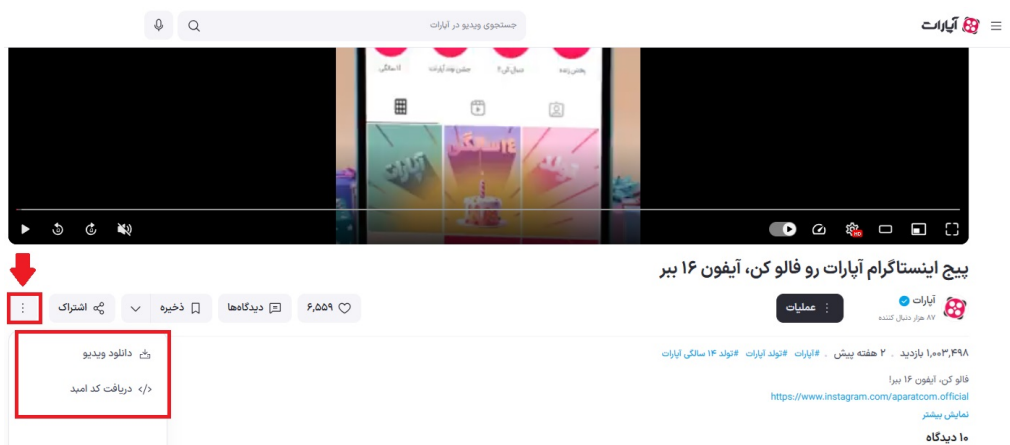 آپارات
جستجوی ویدیو در آپارات
پخش زنده
جشن تولد آپارات
۱۴ سالگی
آپارات
۱۴ سالگی
تولد
HD
پیج اینستاگرام آپارات رو فالو کن، آیفون ۱۶ ببر
آپارات
۸۷ هزار دنبال کننده
عملیات
۶,۵۵۹
دیدگاه‌ها
ذخیره
اشتراک
۱,۰۰۳,۴۹۸ بازدید . ۲ هفته پیش . #آپارات #تولد آپارات #تولد ۱۴ سالگی آپارات
فالو کن، آیفون ۱۶ ببر!
https://www.instagram.com/aparatcom.official
نمایش بیشتر
۱۰ دیدگاه
دانلود ویدیو
دریافت کد امبد